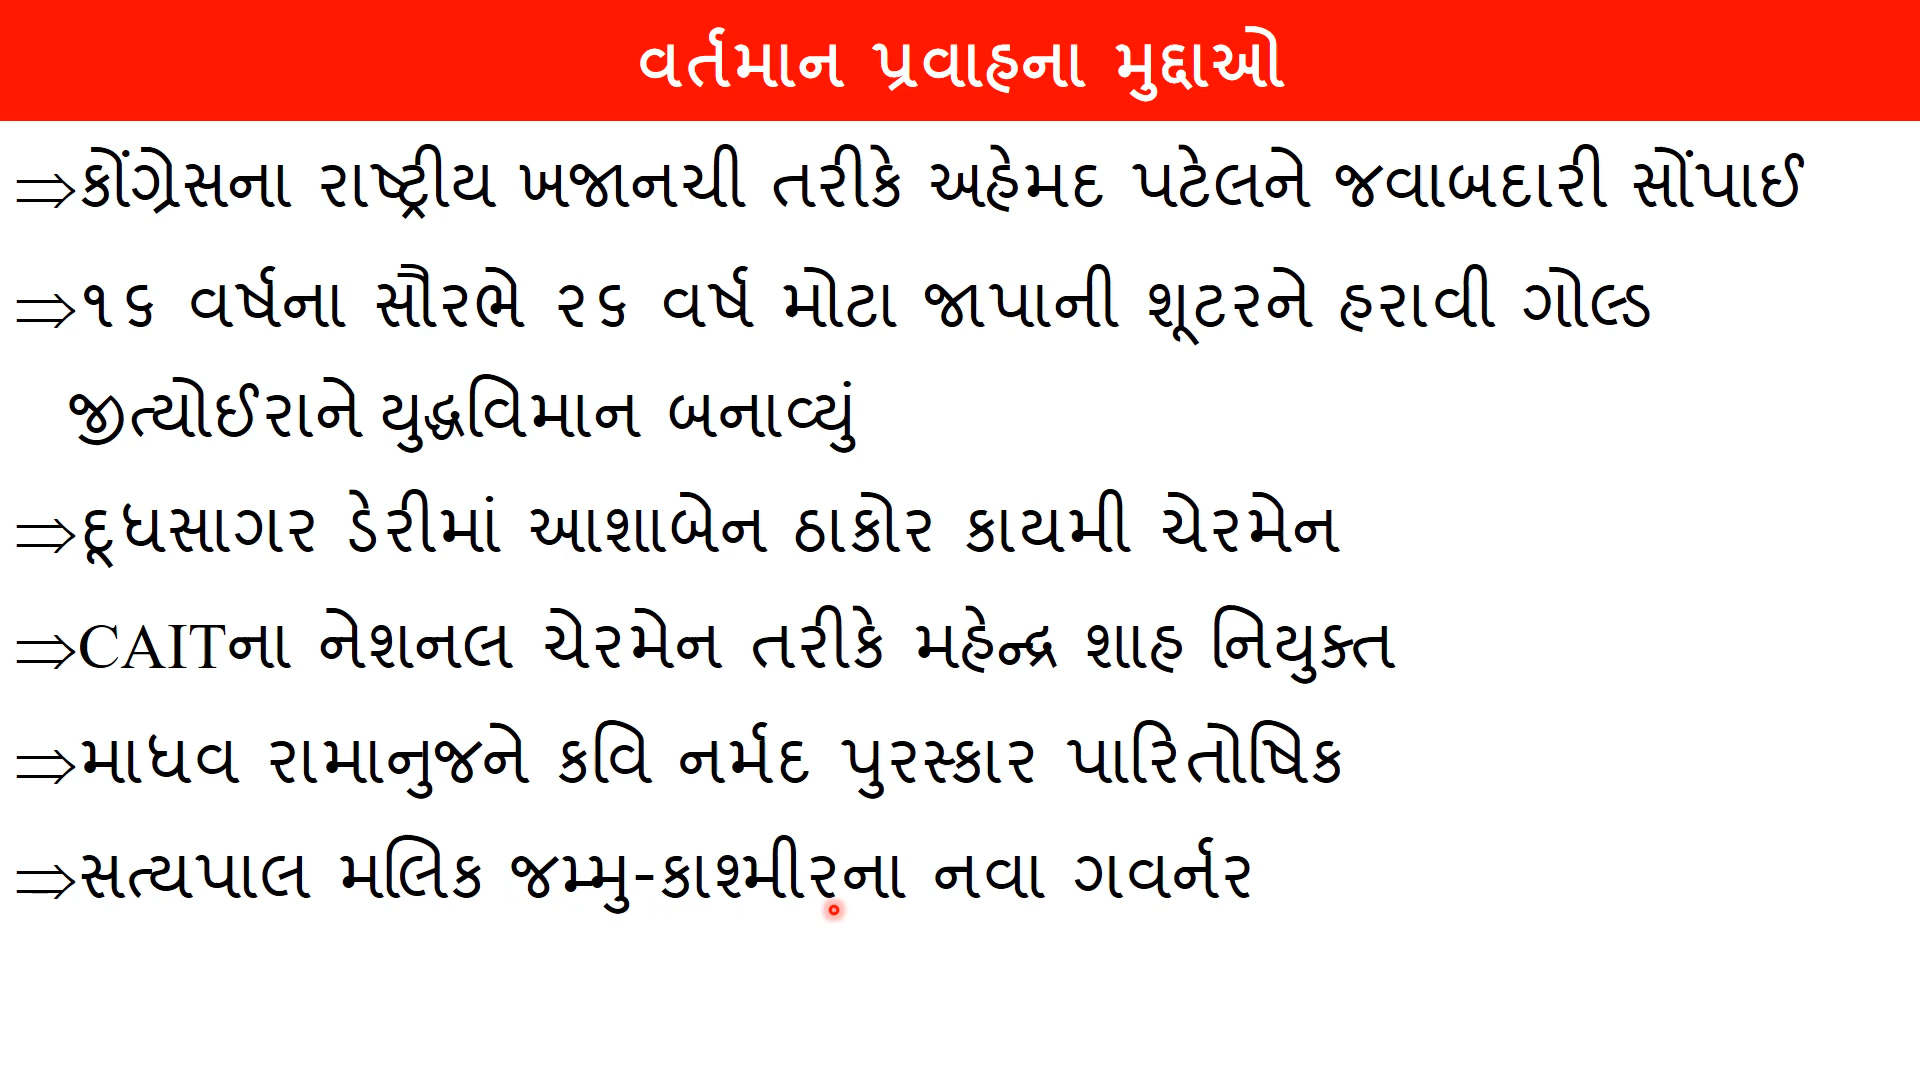 વર્તમાન પ્રવાહના મુદ્દાઓ
⇒કોંગ્રેસના રાષ્ટ્રીય ખજાનચી તરીકે અહેમદ પટેલને જવાબદારી સોંપાઈ
⇒૧૬ વર્ષના સૌરભે ૨૬ વર્ષ મોટા જાપાની શૂટરને હરાવી ગોલ્ડ
જીત્યોઈરાને યુદ્ધવિમાન બનાવ્યું
⇒દૂધસાગર ડેરીમાં આશાબેન ઠાકોર કાયમી ચેરમેન
⇒CAITના નેશનલ ચેરમેન તરીકે મહેન્દ્ર શાહ નિયુક્ત
⇒માધવ રામાનુજને કવિ નર્મદ પુરસ્કાર પારિતોષિક
⇒સત્યપાલ મલિક જમ્મુ-કાશ્મીરના નવા ગવર્નર